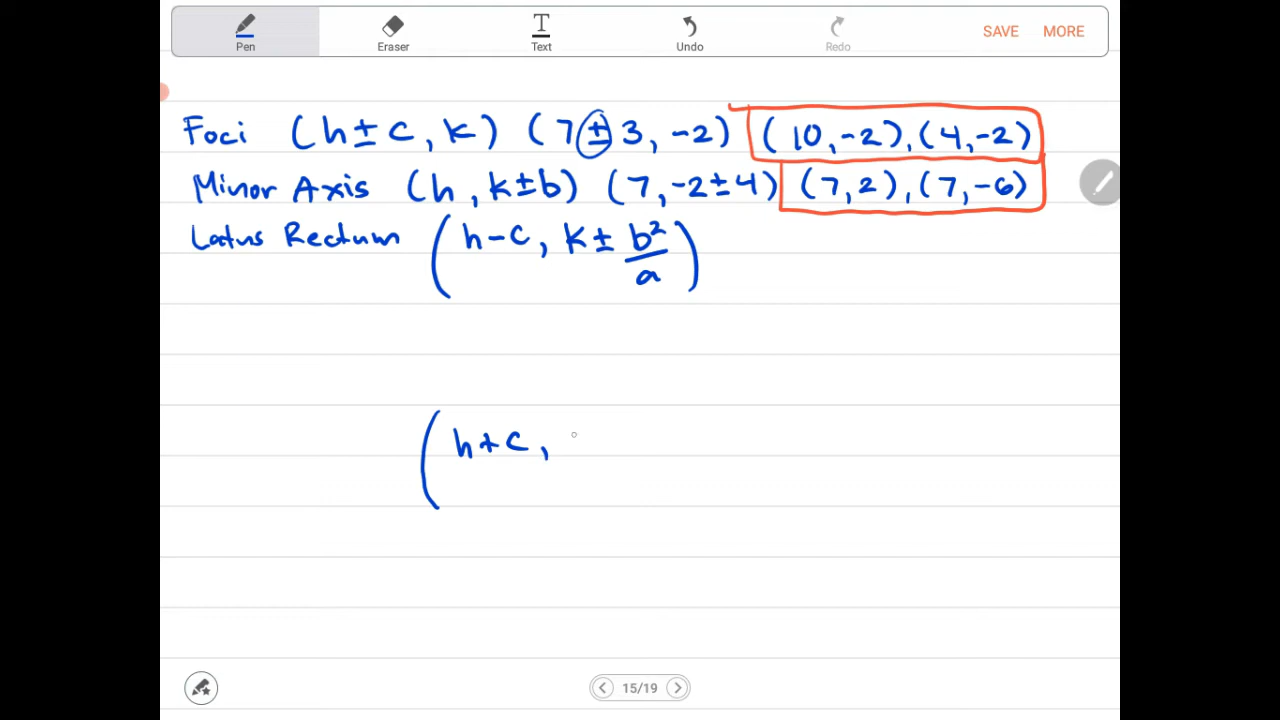 Pen Eraser Text Undo Redo SAVE MORE
Foci (h ± c, k) (7 ± 3, -2) (10, -2), (4, -2)
Minor Axis (h, k ± b) (7, -2 ± 4) (7, 2), (7, -6)
Latus Rectum (h - c, k ± b²/a)
(h + c,
15/19